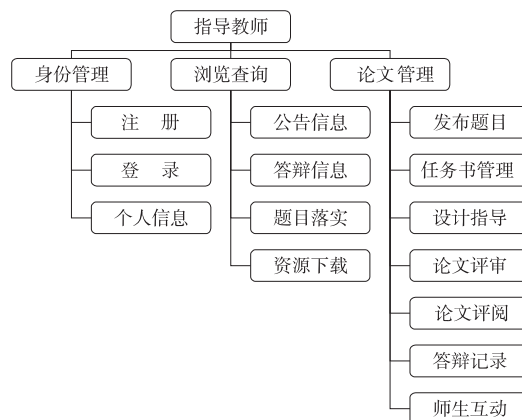 指导教师
身份管理
浏览查询
论文管理
注 册
登 录
个人信息
公告信息
答辩信息
题目落实
资源下载
发布题目
任务书管理
设计指导
论文评审
论文评阅
答辩记录
师生互动